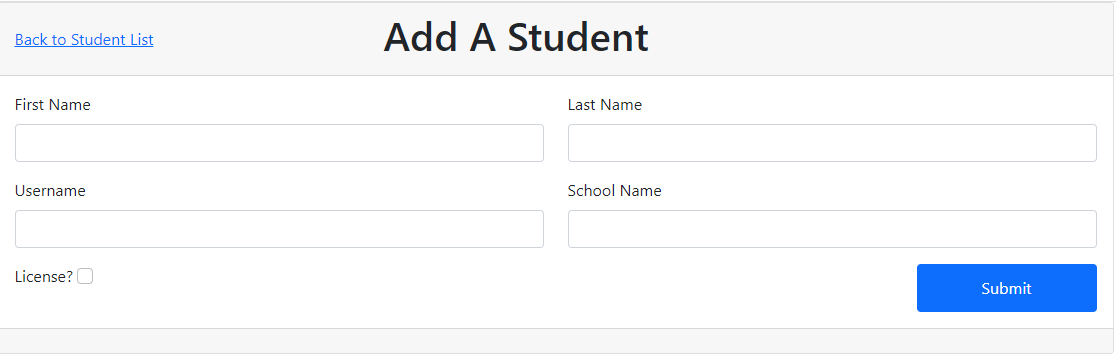 Back to Student List
Add A Student
First Name
Last Name
Username
School Name
License?
Submit